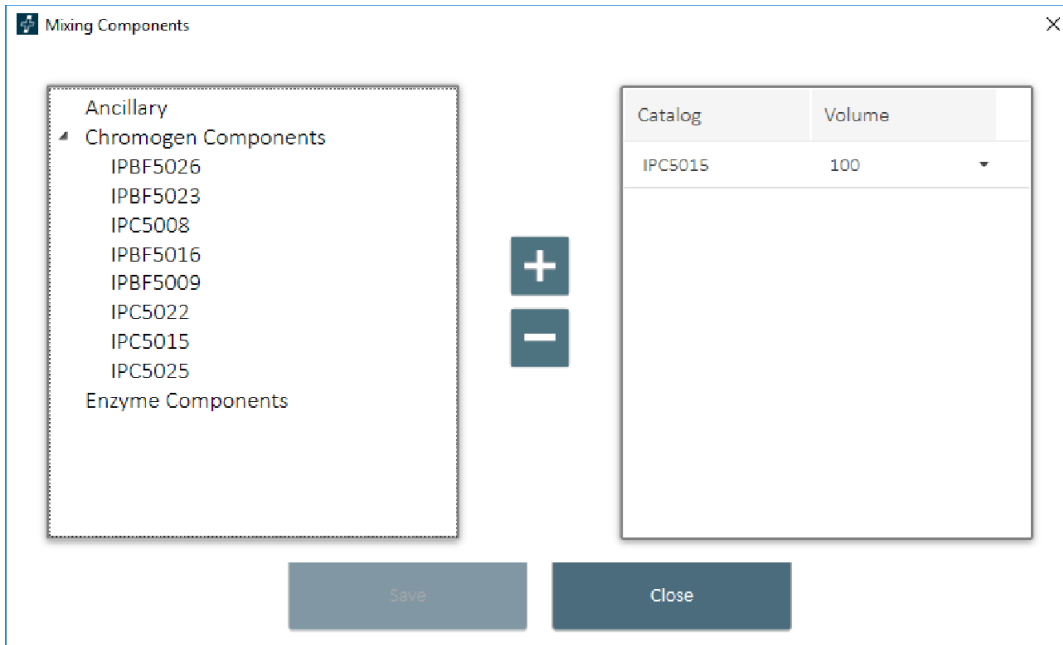 Mixing Components
Ancillary
Chromogen Components
IPBF5026
IPBF5023
IPC5008
IPBF5016
IPBF5009
IPC5022
IPC5015
IPC5025
Enzyme Components
Catalog Volume
IPC5015 100
Save
Close